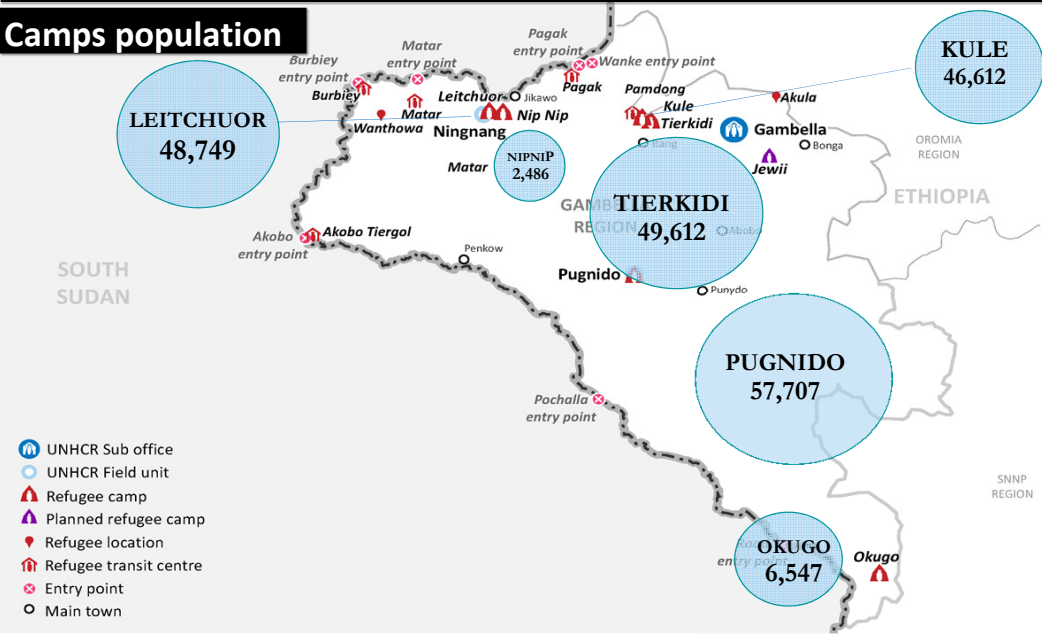 Camps population
Burbiey
entry point
Matar
entry point
Pagak
entry point
Wanke entry point
KULE
46,612
LEITCHUOR
48,749
Burbiey
Matar
Wanthowa
Leitchuor
Jikawo
Nip Nip
Ningnang
Pagak
Pamdong
Kule
Tierkidi
Akula
Gambella
Bonga
Jewii
OROMIA
REGION
ETHIOPIA
Matar
NIPNIP
2,486
Itang
GAMBE
REGION
TIERKIDI
49,612
Abobo
Akobo
entry point
Akobo Tiergol
Penkow
Pugnido
Punydo
SOUTH
SUDAN
PUGNIDO
57,707
Pochalla
entry point
SNNP
REGION
entry point
OKUGO
6,547
Okugo
UNHCR Sub office
UNHCR Field unit
Refugee camp
Planned refugee camp
Refugee location
Refugee transit centre
Entry point
Main town